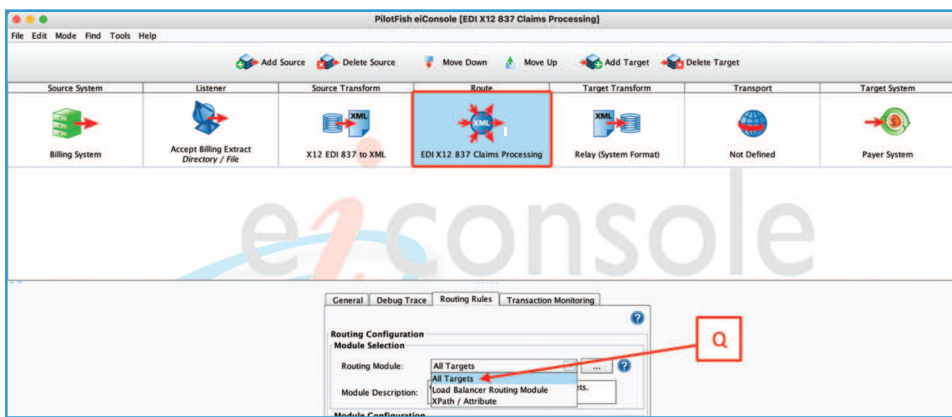 PilotFish eiConsole [EDI X12 837 Claims Processing]
File Edit Mode Find Tools Help
Add Source Delete Source Move Down Move Up Add Target Delete Target
Source System Listener Source Transform Route Target Transform Transport Target System
XML XML XML
Billing System Accept Billing Extract X12 EDI 837 to XML EDI X12 837 Claims Processing Relay (System Format) Not Defined Payer System
Directory / File
eiconsole
General Debug Trace Routing Rules Transaction Monitoring
?
Q
Routing Configuration
Module Selection
Routing Module: All Targets ... ?
All Targets
Module Description: Load Balancer Routing Module ets.
XPath / Attribute
Module Configuration